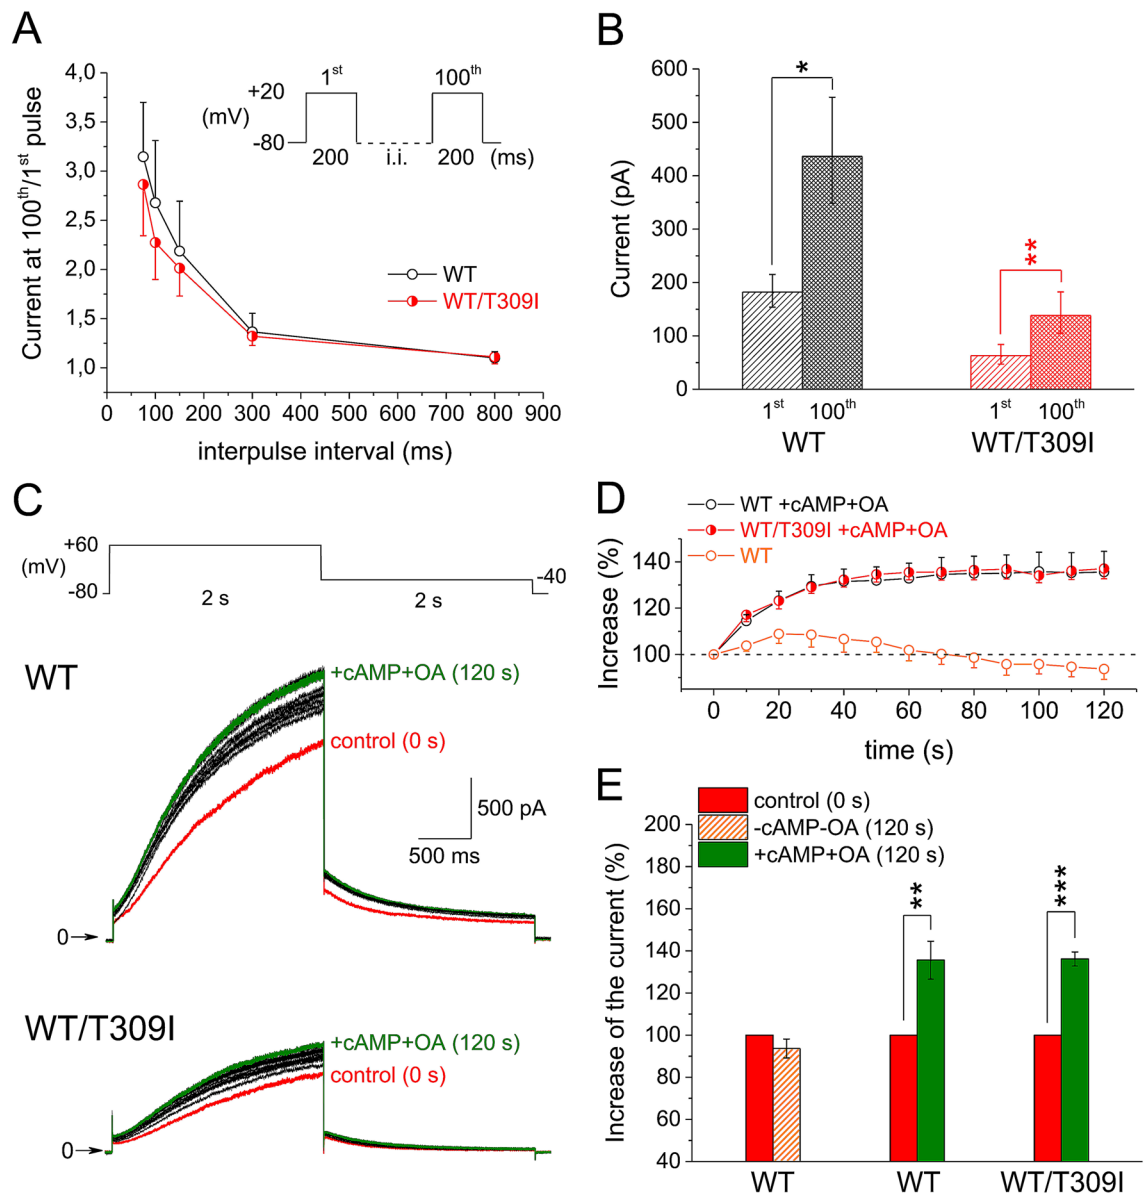 A
Current at 100th/1st pulse
4,0
3,5
3,0
2,5
2,0
1,5
1,0
0 100 200 300 400 500 600 700 800 900
interpulse interval (ms)
1st 100th
+20
(mV)
-80
200 i.i. 200 (ms)
WT
WT/T309I
B
Current (pA)
600
500
400
300
200
100
0
*
**
1st 100th 1st 100th
WT WT/T309I
C
+60
(mV)
-80
-40
2 s 2 s
WT
+cAMP+OA (120 s)
control (0 s)
500 pA
500 ms
0
WT/T309I
+cAMP+OA (120 s)
control (0 s)
0
D
WT +cAMP+OA
WT/T309I +cAMP+OA
WT
Increase (%)
140
120
100
0 20 40 60 80 100 120
time (s)
E
control (0 s)
-cAMP-OA (120 s)
+cAMP+OA (120 s)
Increase of the current (%)
200
180
160
140
120
100
80
60
40
**
***
WT WT WT/T309I